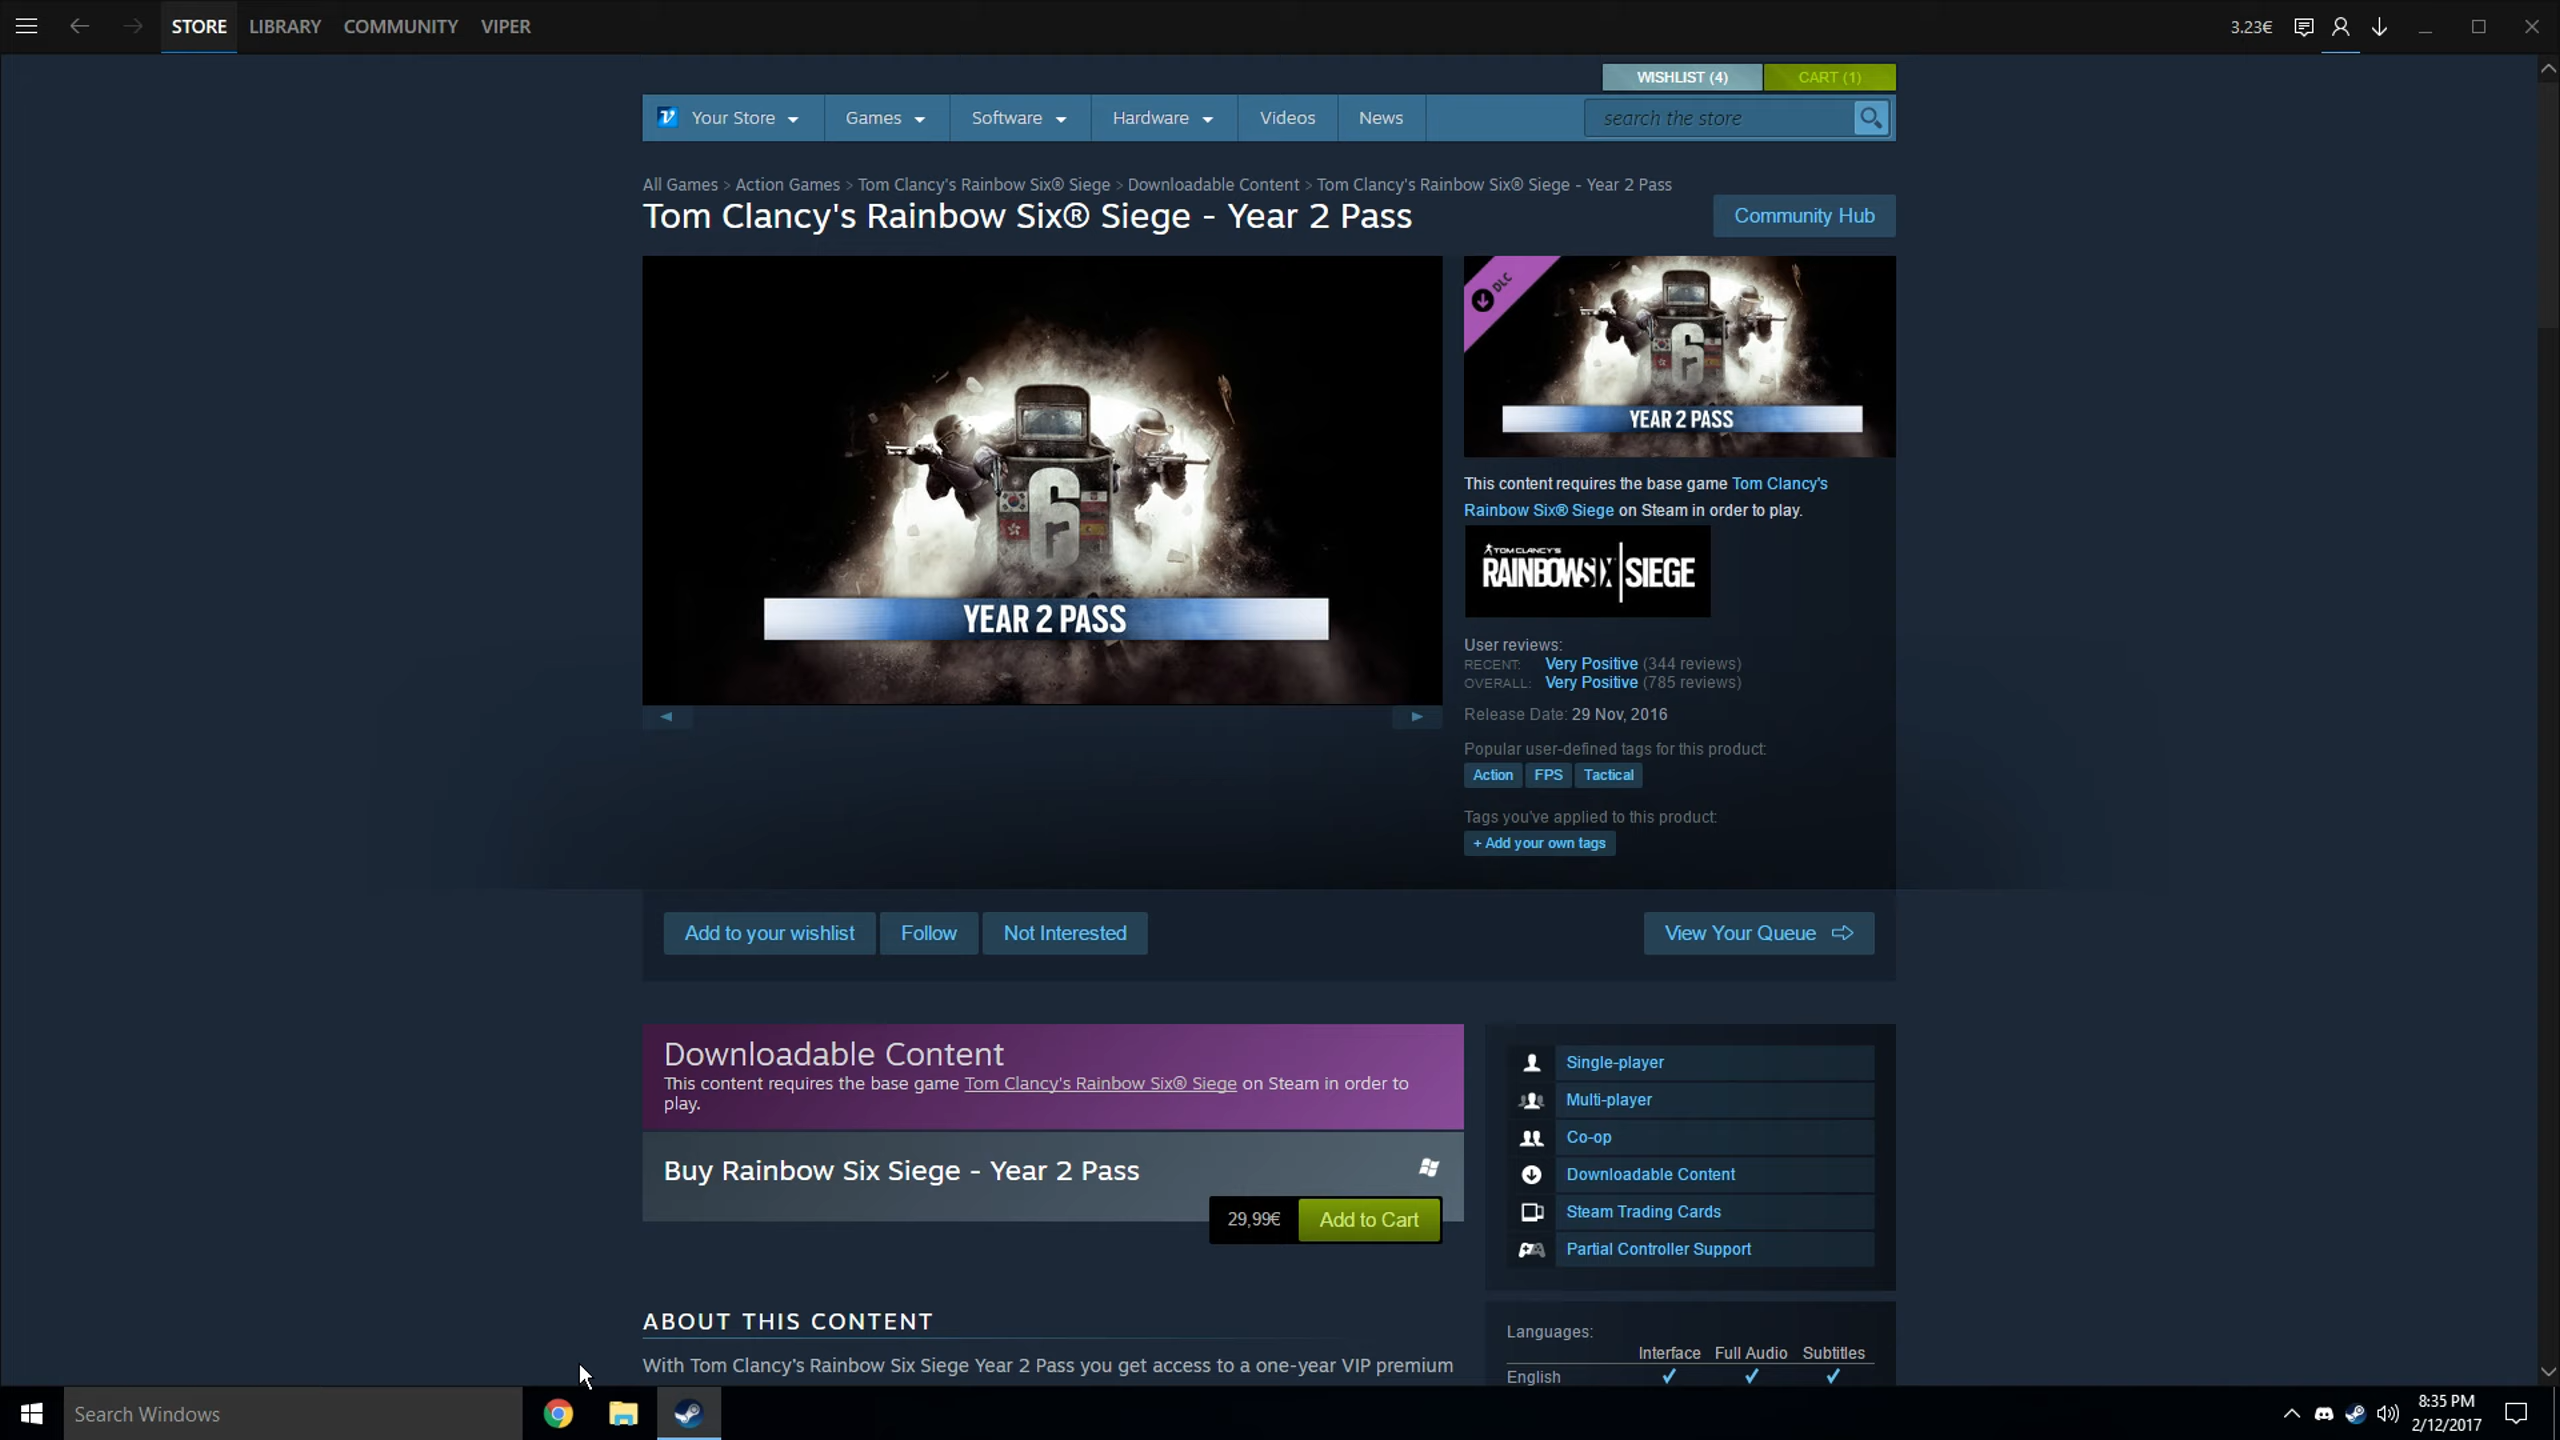 STORE LIBRARY COMMUNITY VIPER 3.23€
WISHLIST (4) CART (1)
Your Store Games Software Hardware Videos News search the store
All Games > Action Games > Tom Clancy's Rainbow Six® Siege > Downloadable Content > Tom Clancy's Rainbow Six® Siege - Year 2 Pass
Tom Clancy's Rainbow Six® Siege - Year 2 Pass
Community Hub
6
YEAR 2 PASS
DLC
6
YEAR 2 PASS
This content requires the base game Tom Clancy's
Rainbow Six® Siege on Steam in order to play.
TOM CLANCY'S
RAINBOW SIX | SIEGE
User reviews:
RECENT: Very Positive (344 reviews)
OVERALL: Very Positive (785 reviews)
Release Date: 29 Nov, 2016
Popular user-defined tags for this product:
Action FPS Tactical
Tags you've applied to this product:
+ Add your own tags
Add to your wishlist Follow Not Interested View Your Queue
Downloadable Content
This content requires the base game Tom Clancy's Rainbow Six® Siege on Steam in order to
play.
Buy Rainbow Six Siege - Year 2 Pass
29,99€ Add to Cart
Single-player
Multi-player
Co-op
Downloadable Content
Steam Trading Cards
Partial Controller Support
ABOUT THIS CONTENT
With Tom Clancy's Rainbow Six Siege Year 2 Pass you get access to a one-year VIP premium
Languages:
Interface Full Audio Subtitles
English ✓ ✓ ✓
Search Windows
8:35 PM
2/12/2017